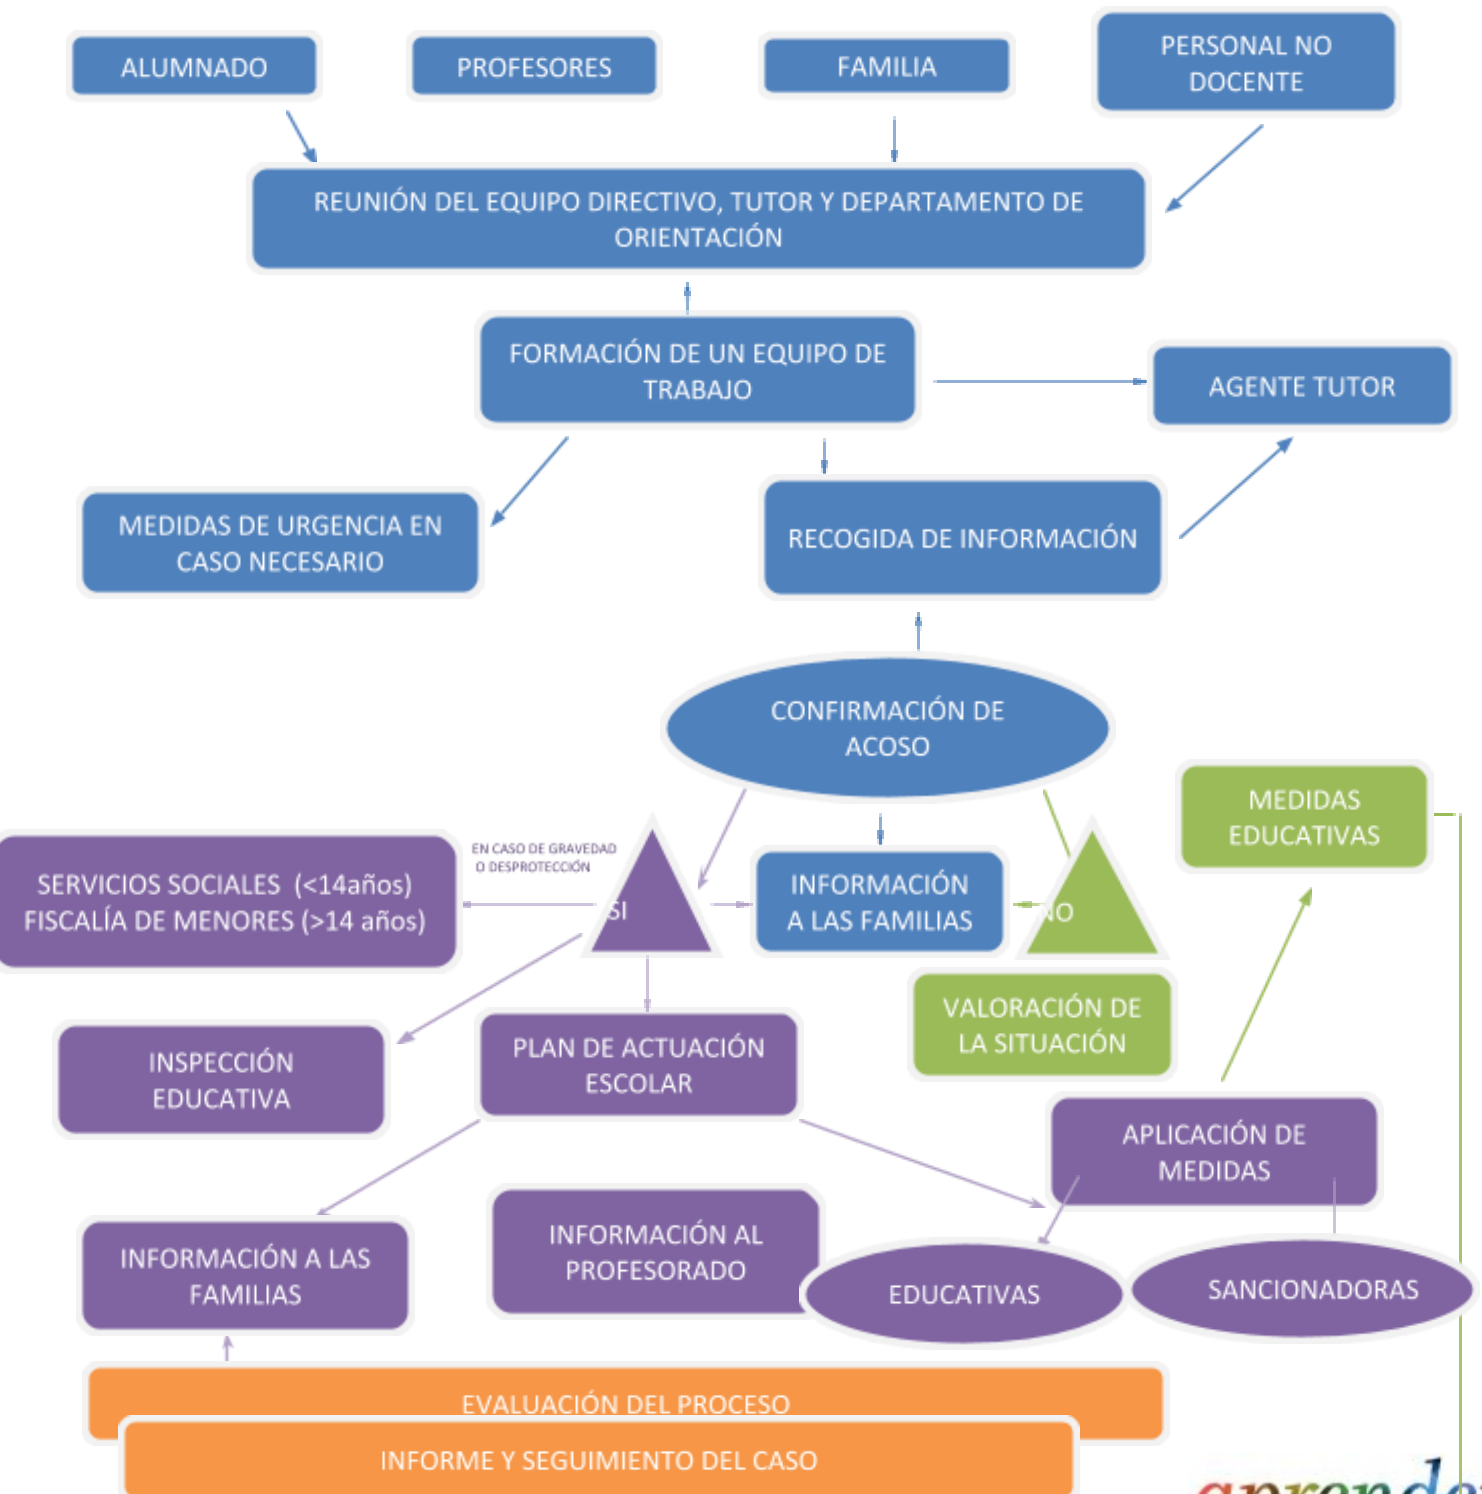 ALUMNADO
PROFESORES
FAMILIA
PERSONAL NO
DOCENTE
REUNIÓN DEL EQUIPO DIRECTIVO, TUTOR Y DEPARTAMENTO DE
ORIENTACIÓN
FORMACIÓN DE UN EQUIPO DE
TRABAJO
AGENTE TUTOR
MEDIDAS DE URGENCIA EN
CASO NECESARIO
RECOGIDA DE INFORMACIÓN
CONFIRMACIÓN DE
ACOSO
MEDIDAS
EDUCATIVAS
SERVICIOS SOCIALES (<14años)
FISCALÍA DE MENORES (>14 años)
EN CASO DE GRAVEDAD
O DESPROTECCIÓN
SI
INFORMACIÓN
A LAS FAMILIAS
NO
VALORACIÓN DE
LA SITUACIÓN
INSPECCIÓN
EDUCATIVA
PLAN DE ACTUACIÓN
ESCOLAR
APLICACIÓN DE
MEDIDAS
INFORMACIÓN A LAS
FAMILIAS
INFORMACIÓN AL
PROFESORADO
EDUCATIVAS
SANCIONADORAS
EVALUACIÓN DEL PROCESO
INFORME Y SEGUIMIENTO DEL CASO